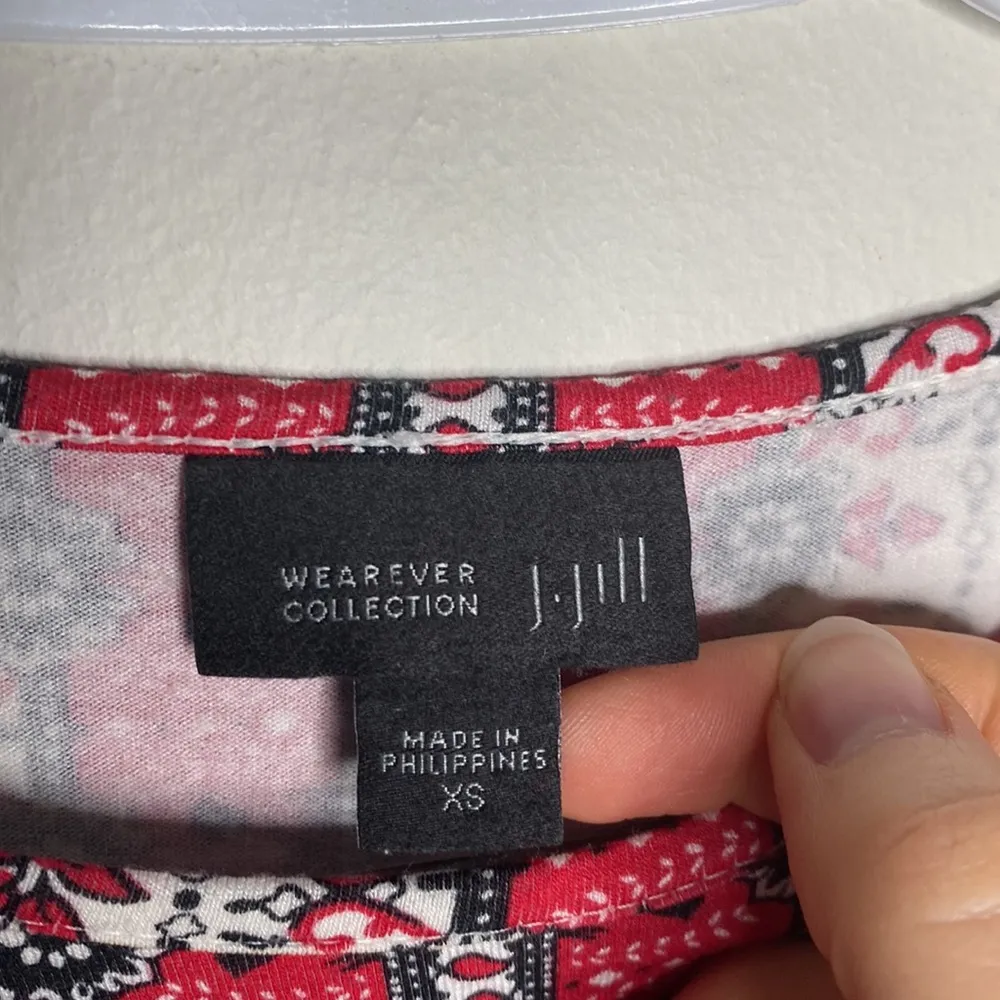 WEAREVER
COLLECTION
J.Jill
MADE IN
PHILIPPINES
XS